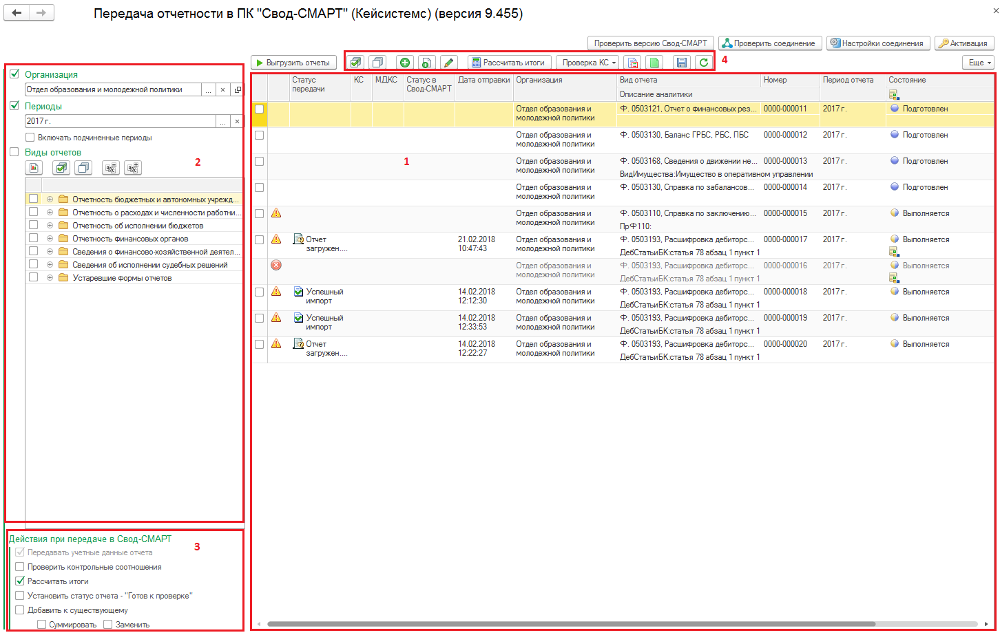 Передача отчетности в ПК "Свод-СМАРТ" (Кейсистемс) (версия 9.455)
Проверить версию Свод-СМАРТ
Проверить соединение
Настройки соединения
Активация
Выгрузить отчеты
Рассчитать итоги
Проверка КС
4
Еще
Организация
Отдел образования и молодежной политики
Периоды
2017 г.
Включать подчиненные периоды
Виды отчетов
2
Отчетность бюджетных и автономных учрежд...
Отчетность о расходах и численности работни...
Отчетность об исполнении бюджетов
Отчетность финансовых органов
Сведения о финансово-хозяйственной деятел...
Сведения об исполнении судебных решений
Устаревшие формы отчетов
Действия при передаче в Свод-СМАРТ
3
Передавать учетные данные отчета
Проверить контрольные соотношения
Рассчитать итоги
Установить статус отчета - "Готов к проверке"
Добавить к существующему
Суммировать Заменить
Статус передачи КС МДКС Статус в Свод-СМАРТ Дата отправки Организация Вид отчета Номер Период отчета Состояние
Описание аналитики
Отдел образования и молодежной политики Ф. 0503121, Отчет о финансовых рез... 0000-000011 2017 г. Подготовлен
Отдел образования и молодежной политики Ф. 0503130, Баланс ГРБС, РБС, ПБС 0000-000012 2017 г. Подготовлен
1
Отдел образования и молодежной политики Ф. 0503168, Сведения о движении не... 0000-000013 2017 г. Подготовлен
ВидИмущества:Имущество в оперативном управлении
Отдел образования и молодежной политики Ф. 0503130, Справка по забалансов... 0000-000014 2017 г. Подготовлен
Отдел образования и молодежной политики Ф. 0503110, Справка по заключению... 0000-000015 2017 г. Выполняется
ПрФ110:
Отчет загружен.... 21.02.2018 10:47:43 Отдел образования и молодежной политики Ф. 0503193, Расшифровка дебиторс... 0000-000017 2017 г. Выполняется
ДебСтатьиБК:статья 78 абзац 1 пункт 1
Отдел образования и молодежной политики Ф. 0503193, Расшифровка дебиторс... 0000-000016 2017 г. Выполняется
ДебСтатьиБК:статья 78 абзац 1 пункт 1
Успешный импорт 14.02.2018 12:12:30 Отдел образования и молодежной политики Ф. 0503193, Расшифровка дебиторс... 0000-000018 2017 г. Выполняется
ДебСтатьиБК:статья 78 абзац 1 пункт 1
Успешный импорт 14.02.2018 12:33:53 Отдел образования и молодежной политики Ф. 0503193, Расшифровка дебиторс... 0000-000019 2017 г. Выполняется
ДебСтатьиБК:статья 78 абзац 1 пункт 1
Отчет загружен.... 14.02.2018 12:22:27 Отдел образования и молодежной политики Ф. 0503193, Расшифровка дебиторс... 0000-000020 2017 г. Выполняется
ДебСтатьиБК:статья 78 абзац 1 пункт 1